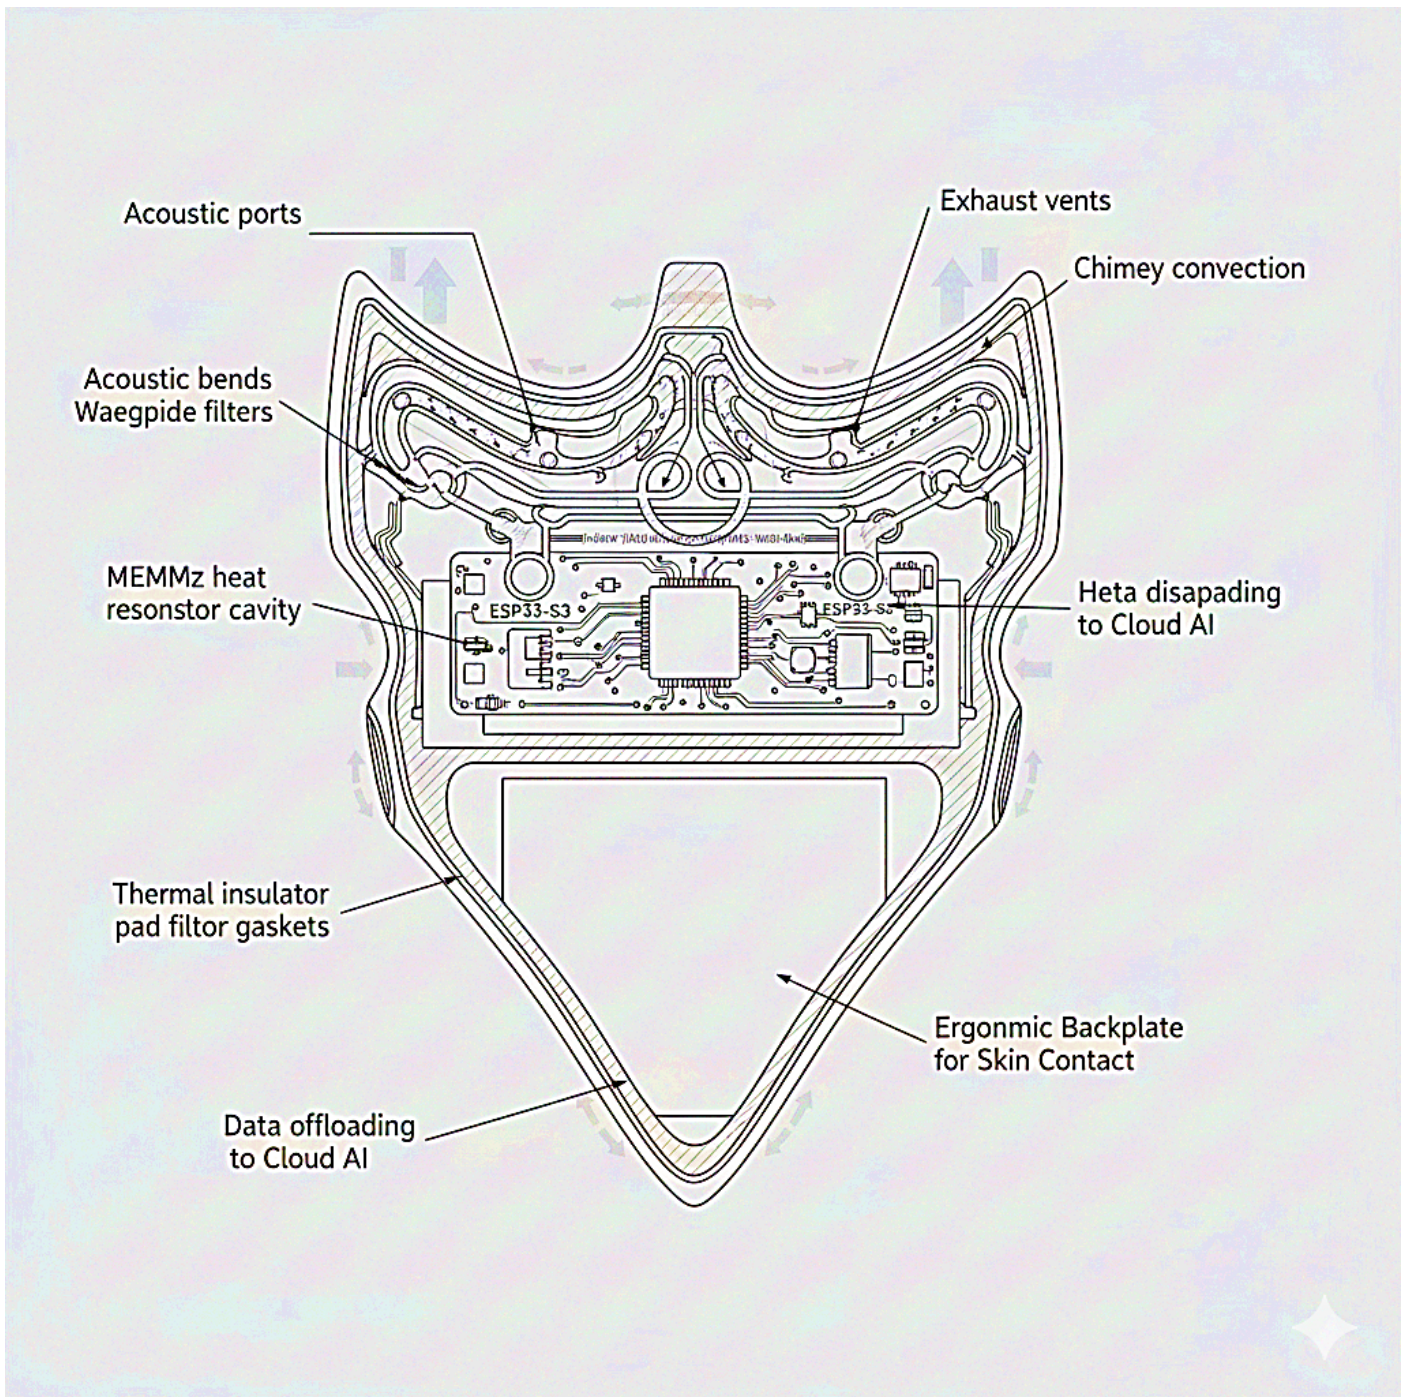 Acoustic ports
Exhaust vents
Chimey convection
Acoustic bends
Waegpide filters
MEMMz heat
resonstor cavity
ESP33-S3
ESP33-S
Heta disapading
to Cloud AI
Thermal insulator
pad filtor gaskets
Ergonmic Backplate
for Skin Contact
Data offloading
to Cloud AI